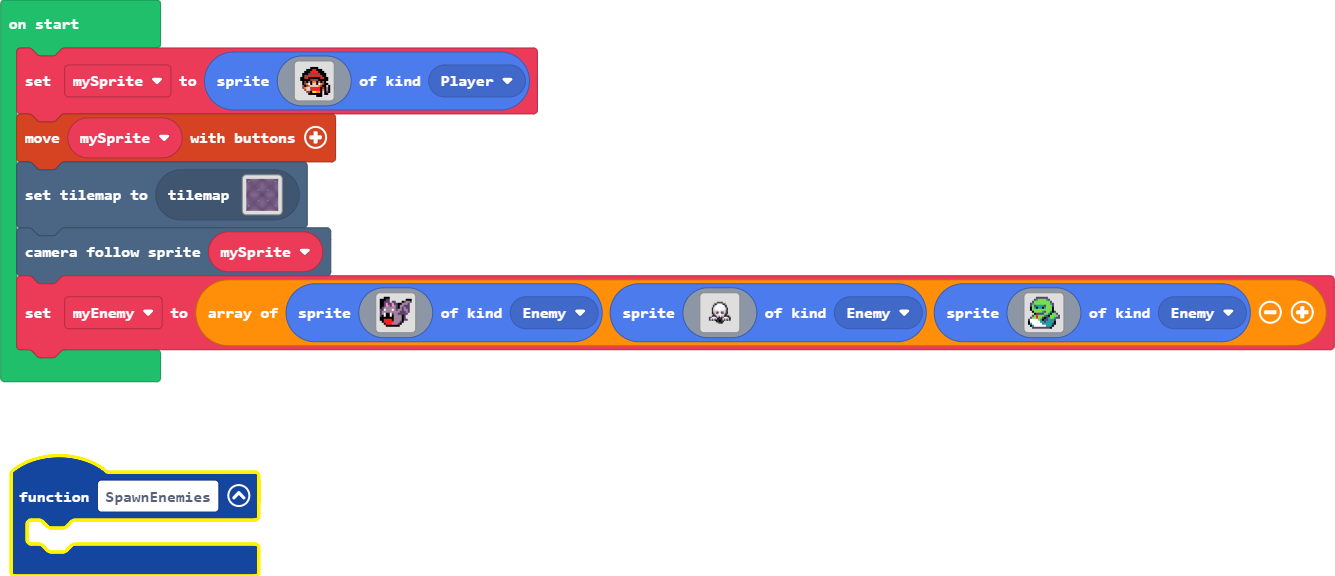 on start
set mySprite to sprite of kind Player
move mySprite with buttons
set tilemap to tilemap
camera follow sprite mySprite
set myEnemy to array of sprite of kind Enemy sprite of kind Enemy sprite of kind Enemy
function SpawnEnemies